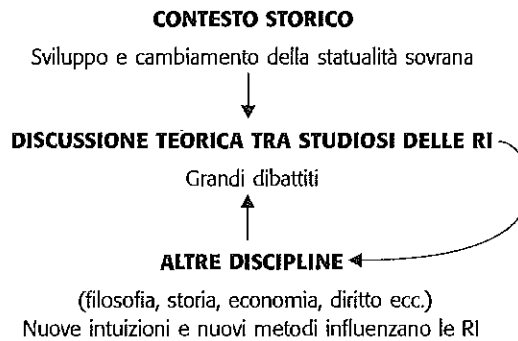 CONTESTO STORICO
Sviluppo e cambiamento della statualità sovrana
DISCUSSIONE TEORICA TRA STUDIOSI DELLE RI
Grandi dibattiti
ALTRE DISCIPLINE
(filosofia, storia, economia, diritto ecc.)
Nuove intuizioni e nuovi metodi influenzano le RI